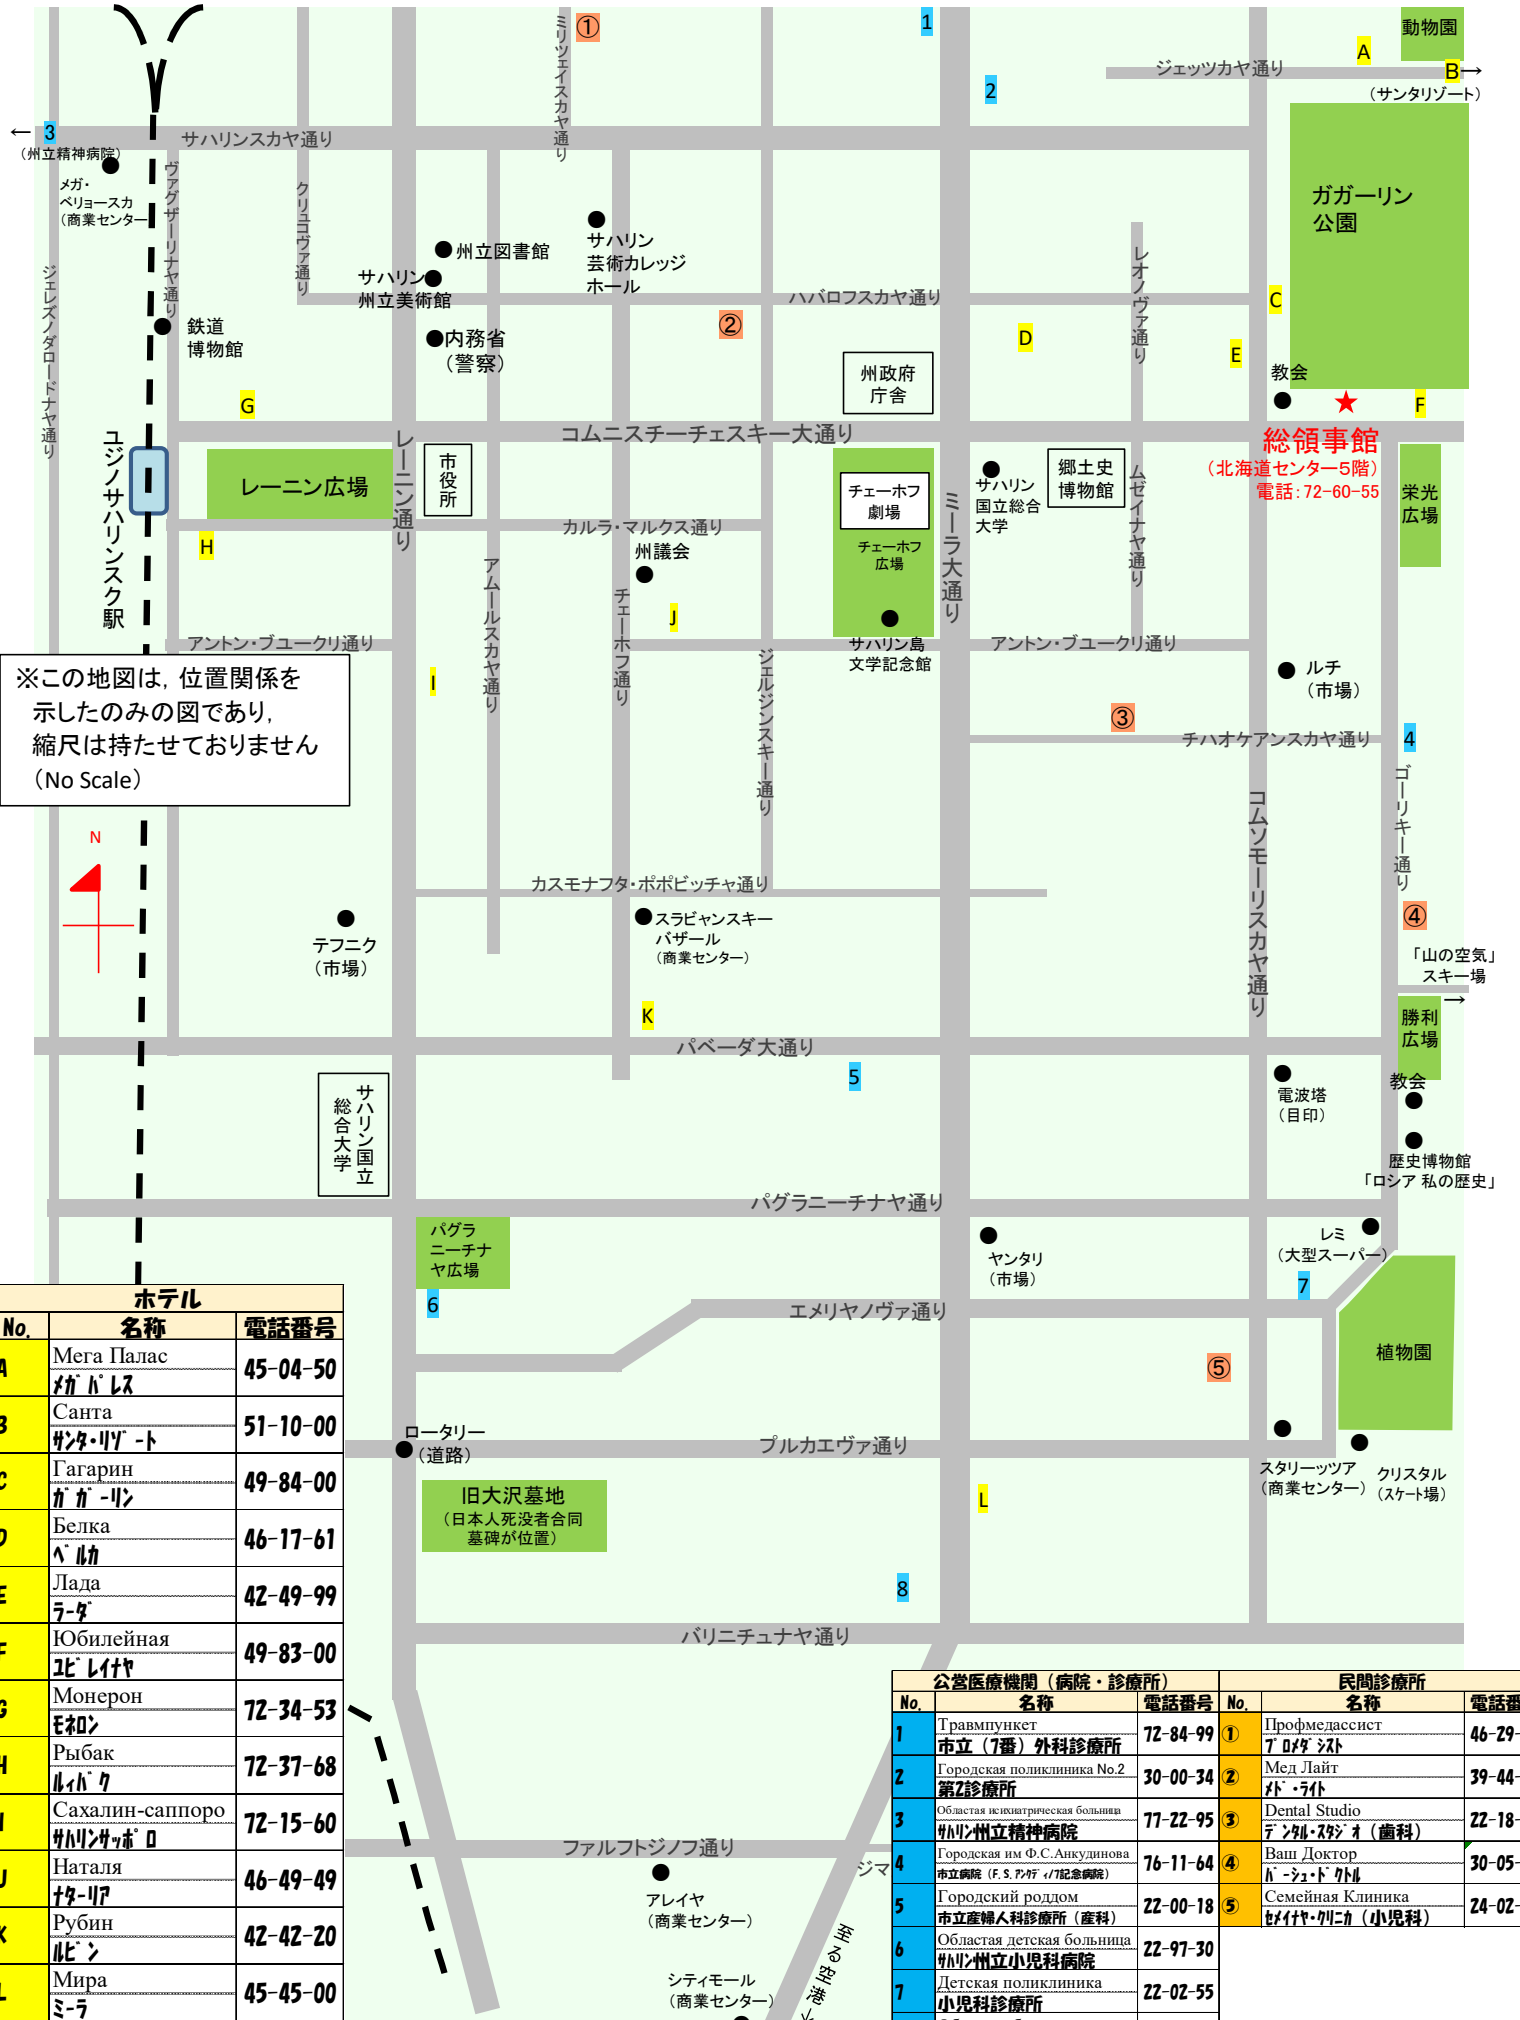 ①
1
動物園
A
ジェッツカヤ通り
B→
(サンタリゾート)
2
ミリツェイスカヤ通り
←3
(州立精神病院)
サハリンスカヤ通り
メガ・
ベリョースカ
(商業センター
ヴァグザーリナヤ通り
クリュコヴァ通り
ガガーリン
公園
州立図書館
サハリン
芸術カレッジ
ホール
サハリン
州立美術館
ハバロフスカヤ通り
レオノヴァ通り
C
ジェレズノダロードナヤ通り
鉄道
博物館
内務省
(警察)
②
D
E
州政府
庁舎
教会
G
F
コムニスチーチェスキー大通り
総領事館
(北海道センター5階)
電話:72-60-55
ユジノサハリンスク駅
レーニン広場
レーニン通り
市役所
チェーホフ
劇場
チェーホフ
広場
ミーラ大通り
サハリン
国立総合
大学
郷土史
博物館
ムゼイナヤ通り
栄光
広場
H
カルラ・マルクス通り
州議会
アムールスカヤ通り
チェーホフ通り
J
サハリン島
文学記念館
アントン・ブユークリ通り
アントン・ブユークリ通り
ジェルジンスキー通り
ルチ
(市場)
※この地図は,位置関係を
示したのみの図であり,
縮尺は持たせておりません
(No Scale)
I
③
チハオケアンスカヤ通り
4
ゴーリキー通り
コムソモーリスカヤ通り
N
カスモナフタ・ポポビッチャ通り
テフニク
(市場)
スラビャンスキー
バザール
(商業センター)
④
「山の空気」
スキー場
→
K
勝利
広場
パベーダ大通り
5
サハリン国立
総合大学
電波塔
(目印)
教会
歴史博物館
「ロシア 私の歴史」
パグラニーチナヤ通り
パグラ
ニーチナ
ヤ広場
6
ヤンタリ
(市場)
レミ
(大型スーパー)
7
エメリヤノヴァ通り
植物園
⑤
ロータリー
(道路)
プルカエヴァ通り
スタリーッツア
(商業センター)
クリスタル
(スケート場)
旧大沢墓地
(日本人死没者合同
墓碑が位置)
L
8
バリニチュナヤ通り
ファルフトジノフ通り
ジマ
アレイヤ
(商業センター)
シティモール
(商業センター)
至る空港
ホテル
No. 名称 電話番号
A Мега Палас
メガパレス 45-04-50
B Санта
サンタ・リゾート 51-10-00
C Гагарин
ガガーリン 49-84-00
D Белка
ベルカ 46-17-61
E Лада
ラーダ 42-49-99
F Юбилейная
ユビレイナヤ 49-83-00
G Монерон
モネロン 72-34-53
H Рыбак
ルィバク 72-37-68
I Сахалин-саппоро
サハリンサッポロ 72-15-60
J Наталя
ナターリア 46-49-49
K Рубин
ルビン 42-42-20
L Мира
ミーラ 45-45-00
公営医療機関(病院・診療所)
No. 名称 電話番号
1 Травмпункет
市立(7番)外科診療所 72-84-99
2 Городская поликлиника No.2
第2診療所 30-00-34
3 Областая исихиатрическая больница
サハリン州立精神病院 77-22-95
4 Городская им Ф.С.Анкудинова
市立病院(F.S.アンクディノフ記念病院) 76-11-64
5 Городский роддом
市立産婦人科診療所(産科) 22-00-18
6 Областая детская больница
サハリン州立小児科病院 22-97-30
7 Детская поликлиника
小児科診療所 22-02-55
民間診療所
No. 名称 電話番
① Профмедассист
プロメダシスト 46-29-
② Мед Лайт
メド・ライト 39-44-
③ Dental Studio
デンタル・スタジオ(歯科) 22-18-
④ Ваш Доктор
バーシュ・ドクトル 30-05-
⑤ Семейная Клиника
セメイナヤ・クリニカ(小児科) 24-02-